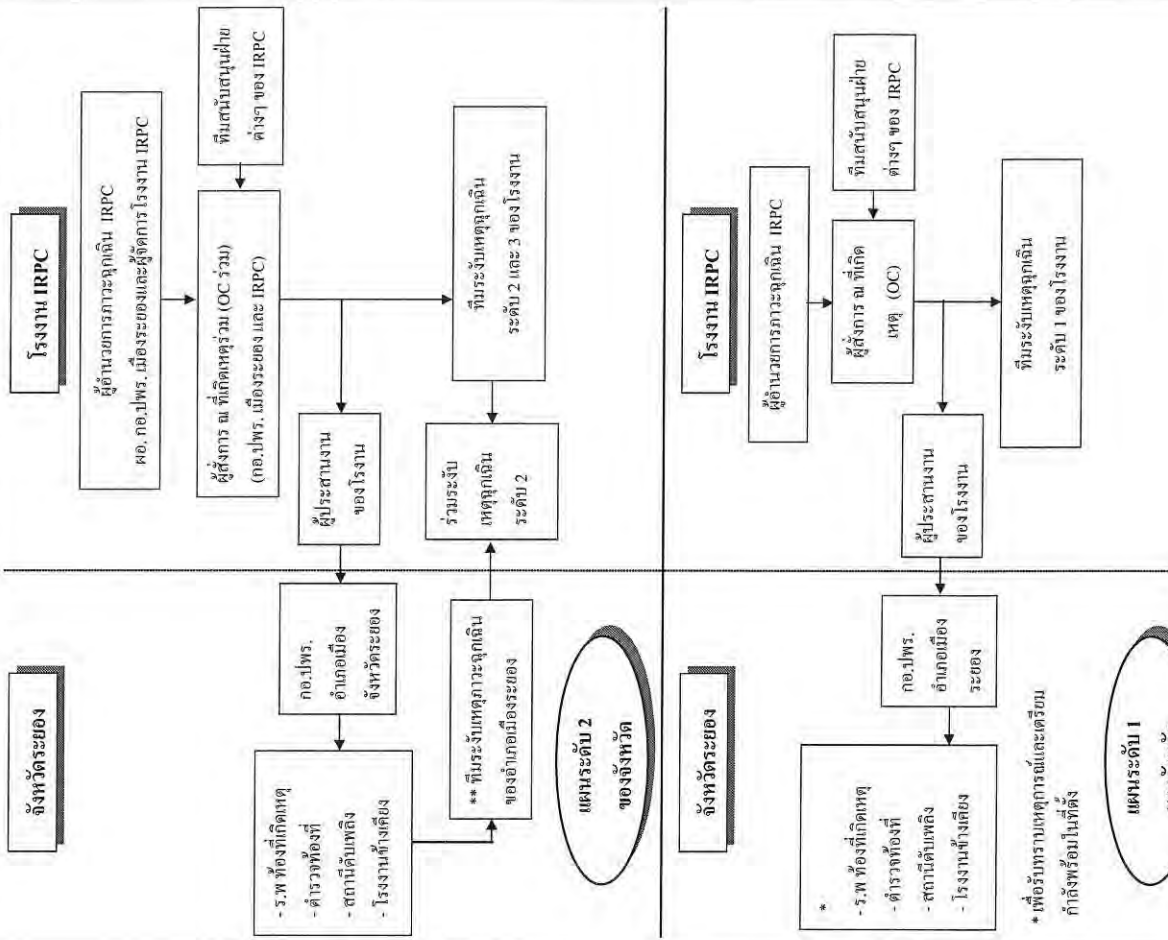 จังหวัดระยอง
โรงงาน IRPC
ผู้อำนวยการภาวะฉุกเฉิน IRPC
ผอ. กอ.ปพร. เมืองระยองและผู้จัดการโรงงาน IRPC
ผู้สั่งการ ณ ที่เกิดเหตุร่วม (OC ร่วม)
(กอ.ปพร. เมืองระยอง และ IRPC)
ทีมสนับสนุนฝ่าย
ต่างๆ ของ IRPC
ผู้ประสานงาน
ของโรงงาน
กอ.ปพร.
อำเภอเมือง
จังหวัดระยอง
- ร.พ ท้องที่เกิดเหตุ
- ตำรวจท้องที่
- สถานีดับเพลิง
- โรงงานข้างเคียง
** ทีมระงับเหตุภาวะฉุกเฉิน
ของอำเภอเมืองระยอง
ร่วมระงับ
เหตุฉุกเฉิน
ระดับ 2
ทีมระงับเหตุฉุกเฉิน
ระดับ 2 และ 3 ของโรงงาน
แผนระดับ 2
ของจังหวัด
จังหวัดระยอง
โรงงาน IRPC
ผู้อำนวยการภาวะฉุกเฉิน IRPC
ผู้สั่งการ ณ ที่เกิด
เหตุ (OC)
ทีมสนับสนุนฝ่าย
ต่างๆ ของ IRPC
ผู้ประสานงาน
ของโรงงาน
กอ.ปพร.
อำเภอเมือง
ระยอง
*
- ร.พ ท้องที่เกิดเหตุ
- ตำรวจท้องที่
- สถานีดับเพลิง
- โรงงานข้างเคียง
ทีมระงับเหตุฉุกเฉิน
ระดับ 1 ของโรงงาน
* เพื่อรับทราบเหตุการณ์และเตรียม
กำลังพร้อมในที่ตั้ง
แผนระดับ 1